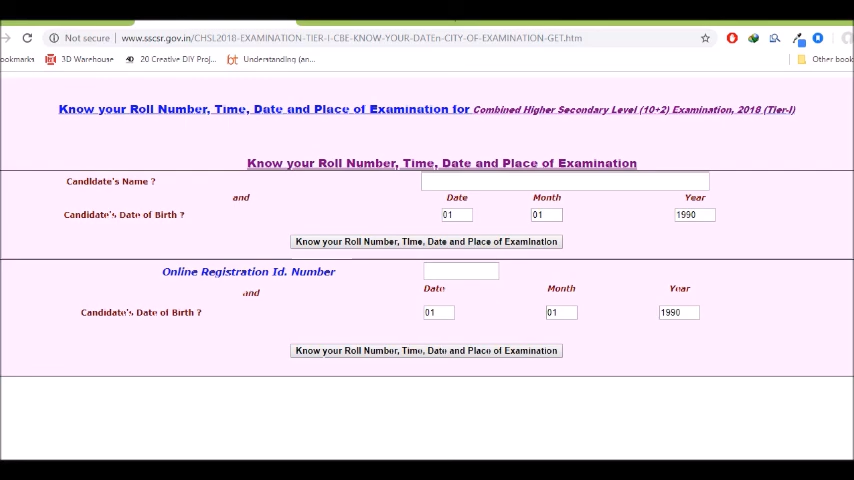 Not secure | www.sscsr.gov.in/CHSL2018-EXAMINATION-TIER-I-CBE-KNOW-YOUR-DATEn-CITY-OF-EXAMINATION-GET.htm
ookmarks 3D Warehouse 20 Creative DIY Proj... bt Understanding (an... Other book
Know your Roll Number, Time, Date and Place of Examination for Combined Higher Secondary Level (10+2) Examination, 2018 (Tier-I)
Know your Roll Number, Time, Date and Place of Examination
Candidate's Name ?
and Date Month Year
Candidate's Date of Birth ? 01 01 1990
Know your Roll Number, Time, Date and Place of Examination
Online Registration Id. Number
and Date Month Year
Candidate's Date of Birth ? 01 01 1990
Know your Roll Number, Time, Date and Place of Examination